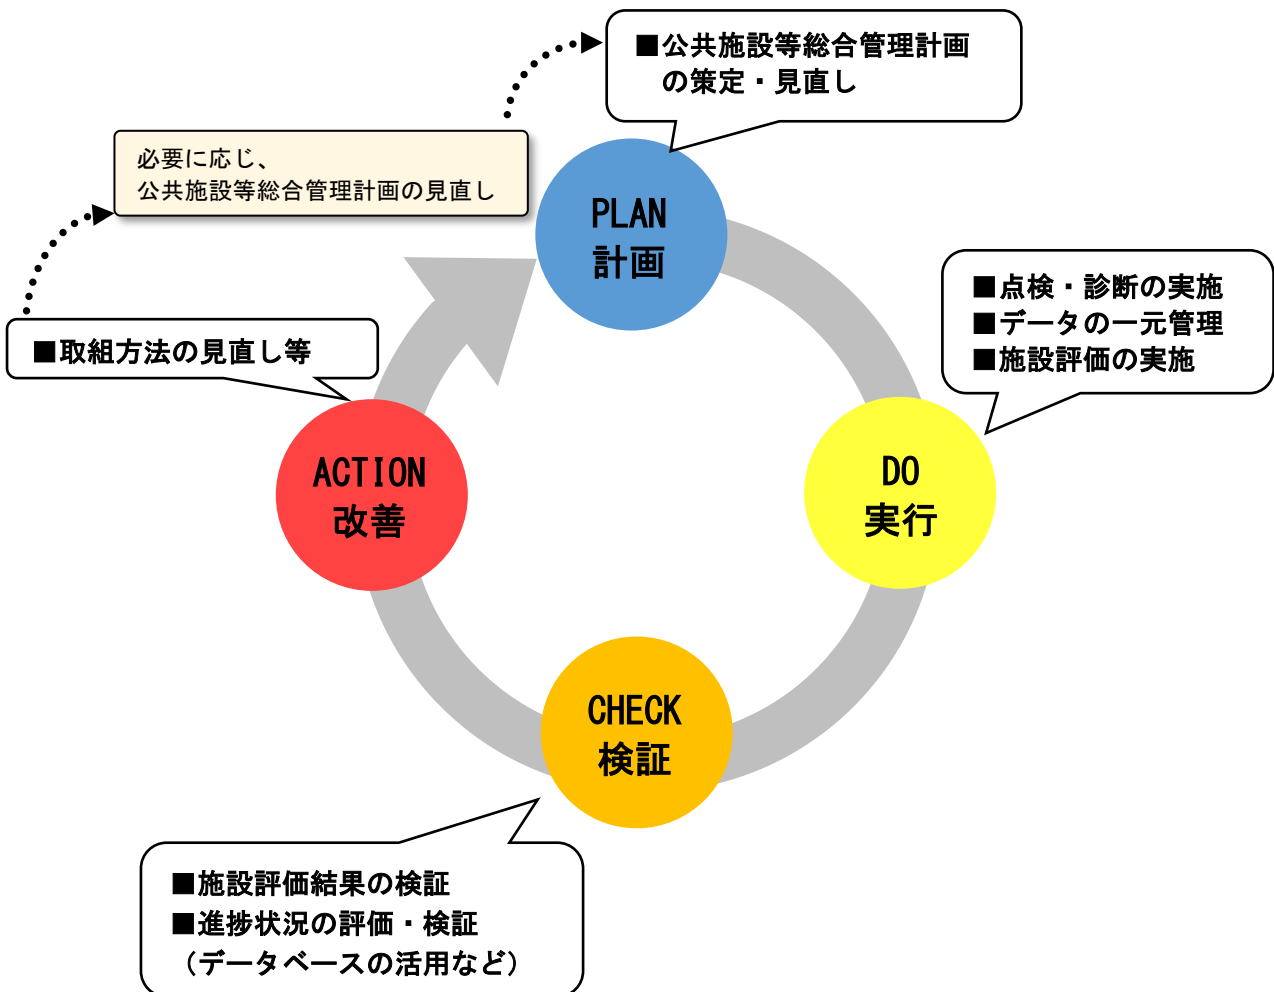 ■公共施設等総合管理計画
の策定・見直し
必要に応じ、
公共施設等総合管理計画の見直し
PLAN
計画
■点検・診断の実施
■データの一元管理
■施設評価の実施
■取組方法の見直し等
ACTION
改善
DO
実行
CHECK
検証
■施設評価結果の検証
■進捗状況の評価・検証
（データベースの活用など）